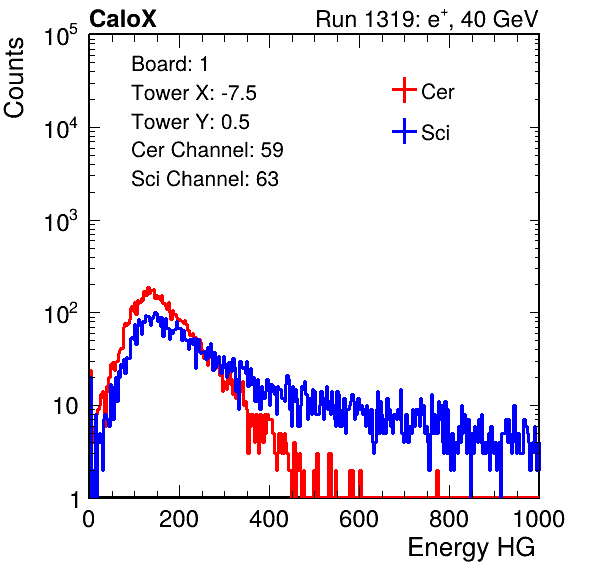 CaloX Run 1319: e⁺, 40 GeV
Counts
Board: 1
Tower X: -7.5
Tower Y: 0.5
Cer Channel: 59
Sci Channel: 63
Cer
Sci
10⁵
10⁴
10³
10²
10
1
0 200 400 600 800 1000
Energy HG